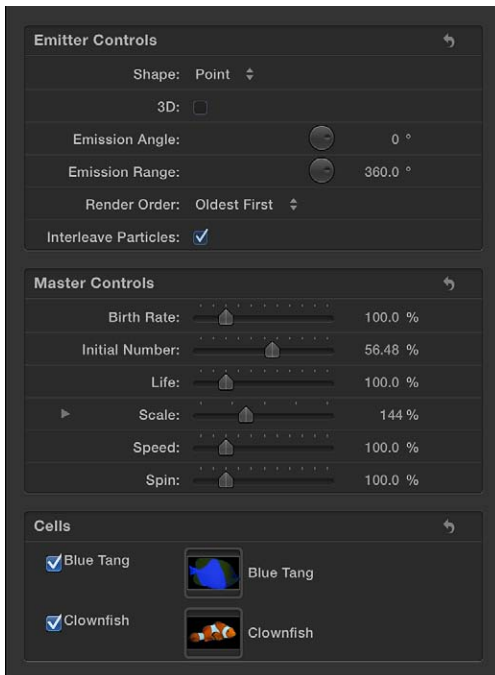 Emitter Controls
Shape: Point
3D:
Emission Angle: 0 °
Emission Range: 360.0 °
Render Order: Oldest First
Interleave Particles:
Master Controls
Birth Rate: 100.0 %
Initial Number: 56.48 %
Life: 100.0 %
Scale: 144 %
Speed: 100.0 %
Spin: 100.0 %
Cells
Blue Tang Blue Tang
Clownfish Clownfish